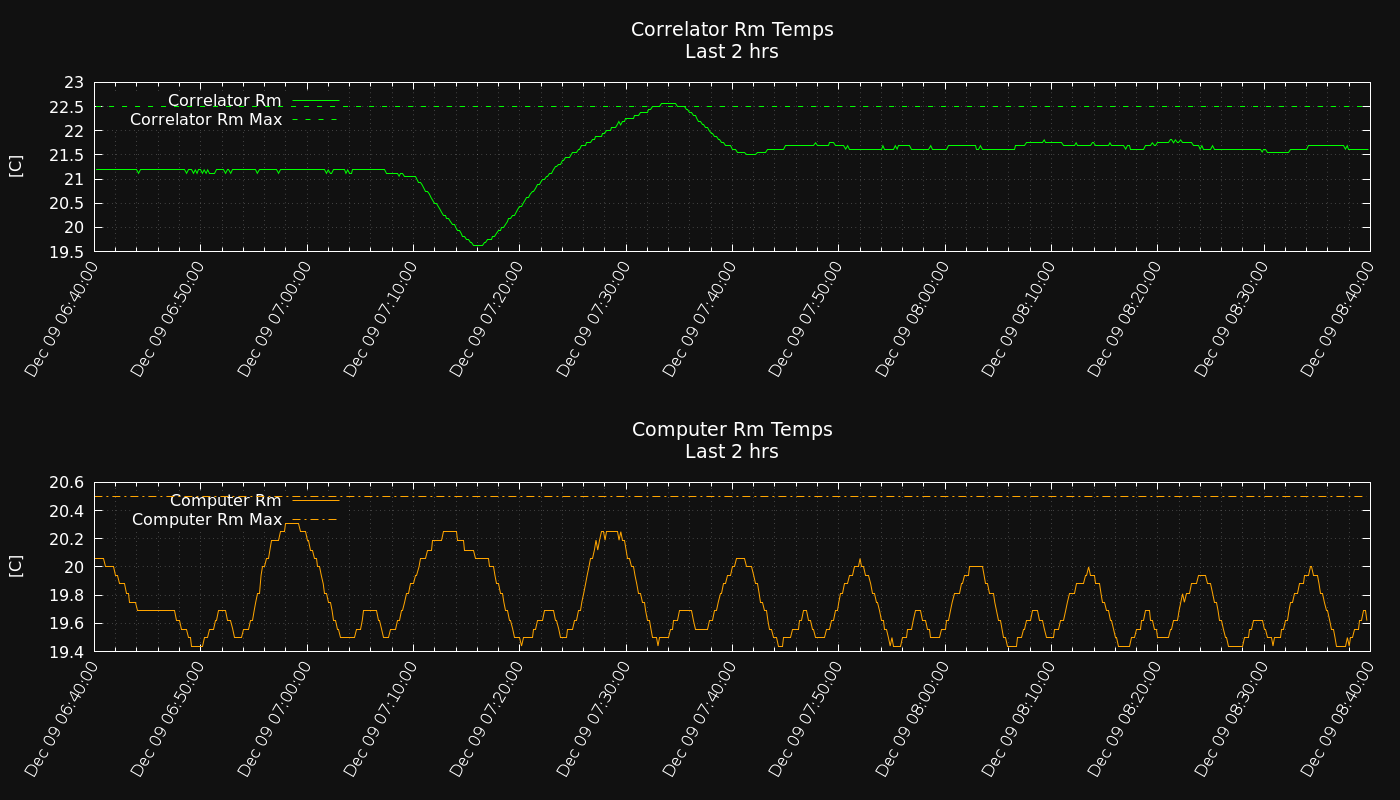 Correlator Rm Temps
Last 2 hrs
[C]
23
22.5
22
21.5
21
20.5
20
19.5
Correlator Rm
Correlator Rm Max
Dec 09 06:40:00
Dec 09 06:50:00
Dec 09 07:00:00
Dec 09 07:10:00
Dec 09 07:20:00
Dec 09 07:30:00
Dec 09 07:40:00
Dec 09 07:50:00
Dec 09 08:00:00
Dec 09 08:10:00
Dec 09 08:20:00
Dec 09 08:30:00
Dec 09 08:40:00
Computer Rm Temps
Last 2 hrs
[C]
20.6
20.4
20.2
20
19.8
19.6
19.4
Computer Rm
Computer Rm Max
Dec 09 06:40:00
Dec 09 06:50:00
Dec 09 07:00:00
Dec 09 07:10:00
Dec 09 07:20:00
Dec 09 07:30:00
Dec 09 07:40:00
Dec 09 07:50:00
Dec 09 08:00:00
Dec 09 08:10:00
Dec 09 08:20:00
Dec 09 08:30:00
Dec 09 08:40:00